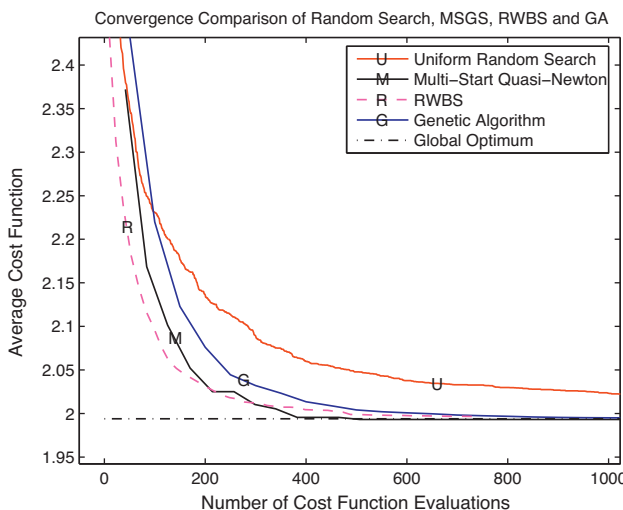 Convergence Comparison of Random Search, MSGS, RWBS and GA
Average Cost Function
2.4
2.35
2.3
2.25
2.2
2.15
2.1
2.05
2
1.95
U Uniform Random Search
M Multi-Start Quasi-Newton
R RWBS
G Genetic Algorithm
Global Optimum
R
M
G
U
0 200 400 600 800 1000
Number of Cost Function Evaluations